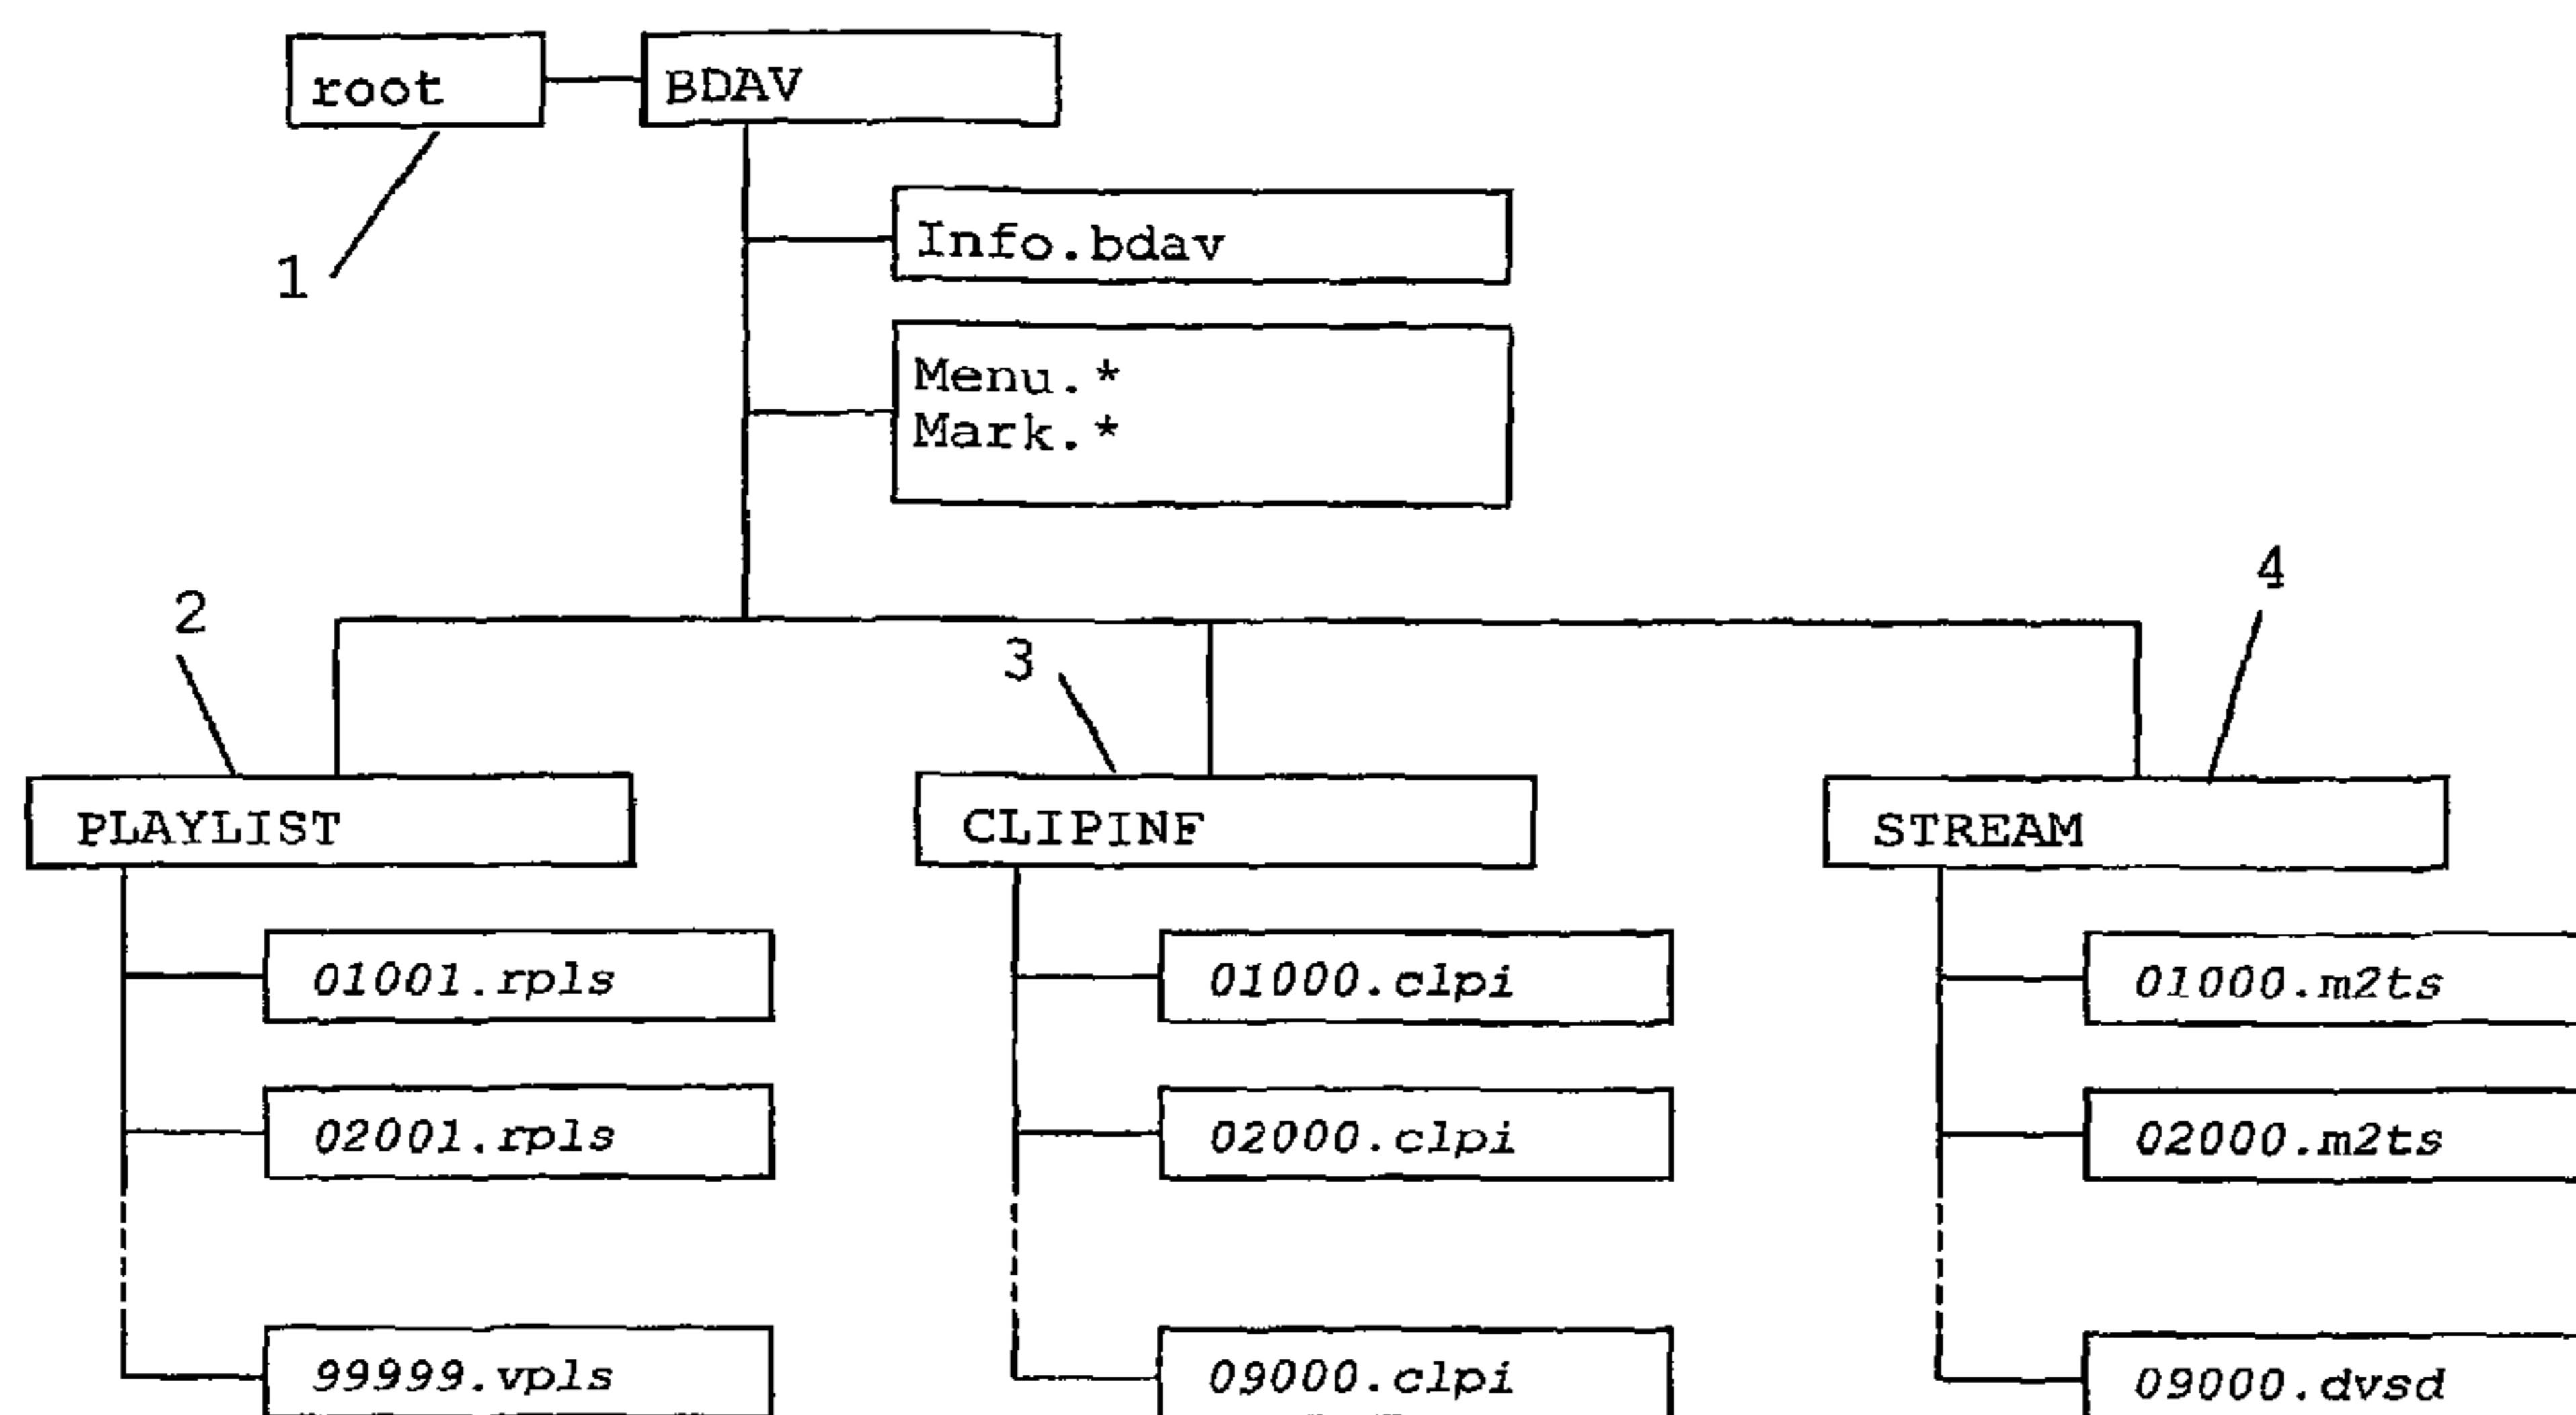 root
BDAV
1
Info.bdav
Menu.*
Mark.*
2
3
4
PLAYLIST
CLIPINF
STREAM
01001.rpls
01000.clpi
01000.m2ts
02001.rpls
02000.clpi
02000.m2ts
99999.vpls
09000.clpi
09000.dvsd